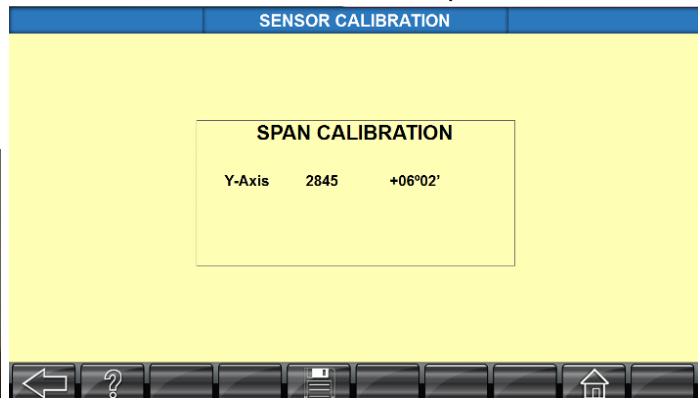 SENSOR CALIBRATION
SPAN CALIBRATION
Y-Axis 2845 +06º02’
?